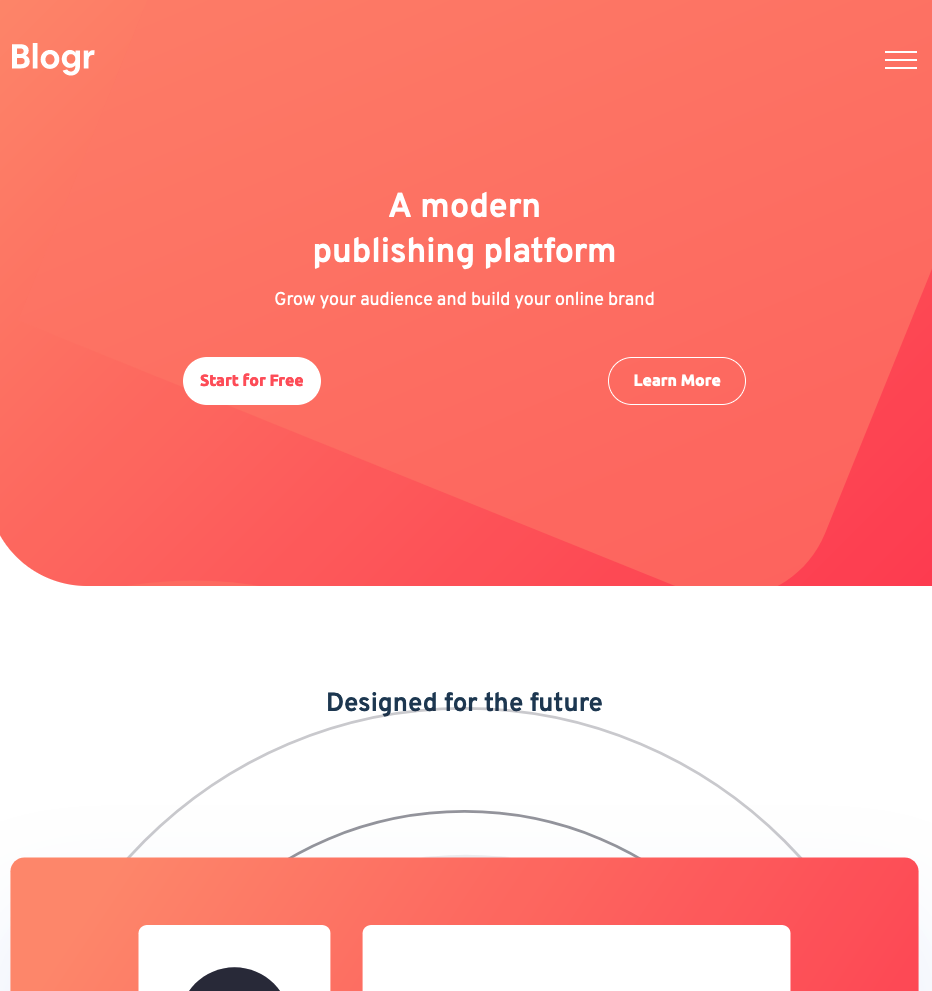 Blogr
A modern
publishing platform
Grow your audience and build your online brand
Start for Free
Learn More
Designed for the future